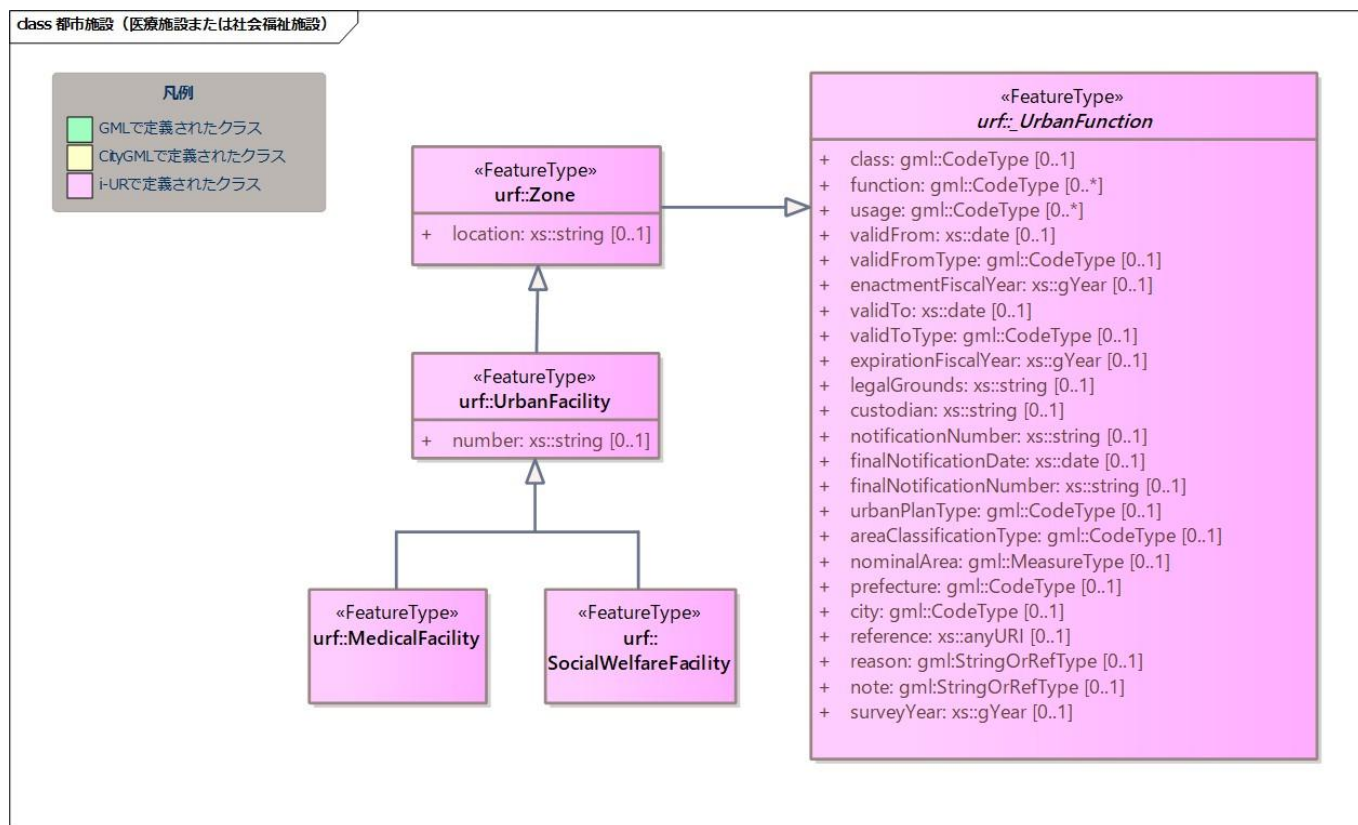 class 都市施設（医療施設または社会福祉施設）
凡例
GMLで定義されたクラス
CityGMLで定義されたクラス
i-URで定義されたクラス
«FeatureType»
urf::Zone
+ location: xs::string [0..1]
«FeatureType»
urf::UrbanFacility
+ number: xs::string [0..1]
«FeatureType»
urf::MedicalFacility
«FeatureType»
urf::
SocialWelfareFacility
«FeatureType»
urf::_UrbanFunction
+ class: gml::CodeType [0..1]
+ function: gml::CodeType [0..*]
+ usage: gml::CodeType [0..*]
+ validFrom: xs::date [0..1]
+ validFromType: gml::CodeType [0..1]
+ enactmentFiscalYear: xs::gYear [0..1]
+ validTo: xs::date [0..1]
+ validToType: gml::CodeType [0..1]
+ expirationFiscalYear: xs::gYear [0..1]
+ legalGrounds: xs::string [0..1]
+ custodian: xs::string [0..1]
+ notificationNumber: xs::string [0..1]
+ finalNotificationDate: xs::date [0..1]
+ finalNotificationNumber: xs::string [0..1]
+ urbanPlanType: gml::CodeType [0..1]
+ areaClassificationType: gml::CodeType [0..1]
+ nominalArea: gml::MeasureType [0..1]
+ prefecture: gml::CodeType [0..1]
+ city: gml::CodeType [0..1]
+ reference: xs::anyURI [0..1]
+ reason: gml:StringOrRefType [0..1]
+ note: gml:StringOrRefType [0..1]
+ surveyYear: xs::gYear [0..1]